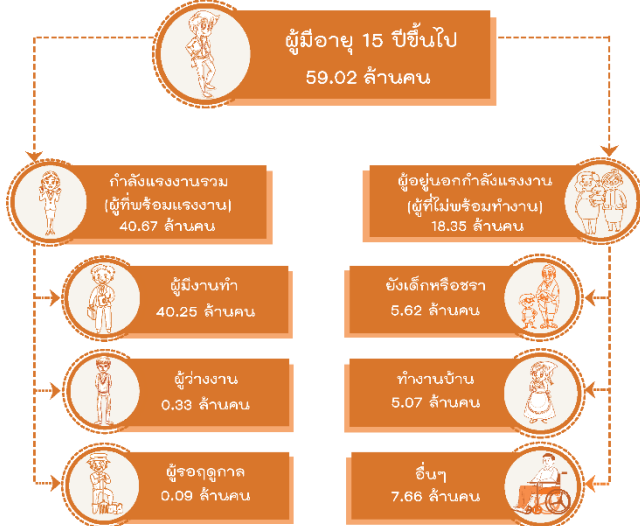 ผู้มีอายุ 15 ปีขึ้นไป
59.02 ล้านคน
กำลังแรงงานรวม
(ผู้ที่พร้อมแรงงาน)
40.67 ล้านคน
ผู้มีงานทำ
40.25 ล้านคน
ผู้ว่างงาน
0.33 ล้านคน
ผู้รอฤดูกาล
0.09 ล้านคน
ผู้อยู่นอกกำลังแรงงาน
(ผู้ที่ไม่พร้อมทำงาน)
18.35 ล้านคน
ยังเด็กหรือชรา
5.62 ล้านคน
ทำงานบ้าน
5.07 ล้านคน
อื่นๆ
7.66 ล้านคน